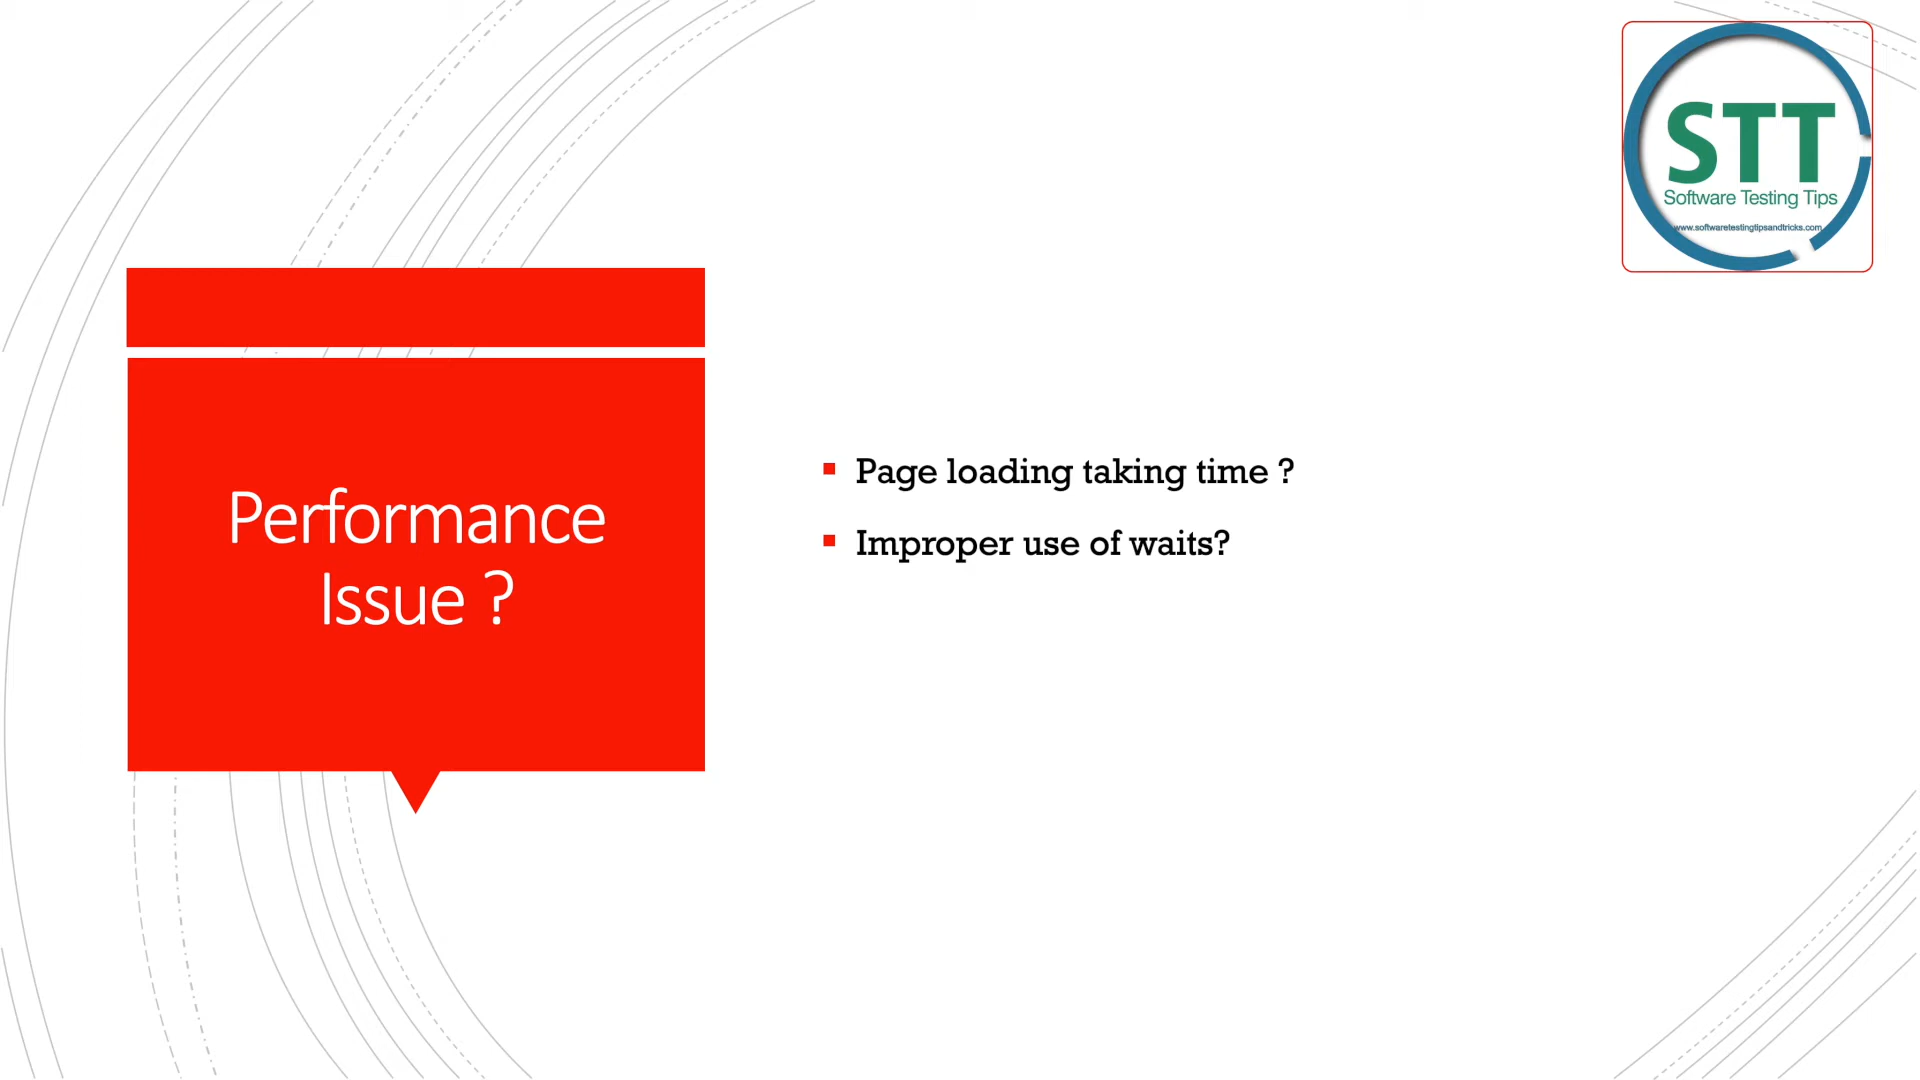 STT
Software Testing Tips
www.softwaretestingtipsandtricks.com
Performance
Issue ?
Page loading taking time ?
Improper use of waits?